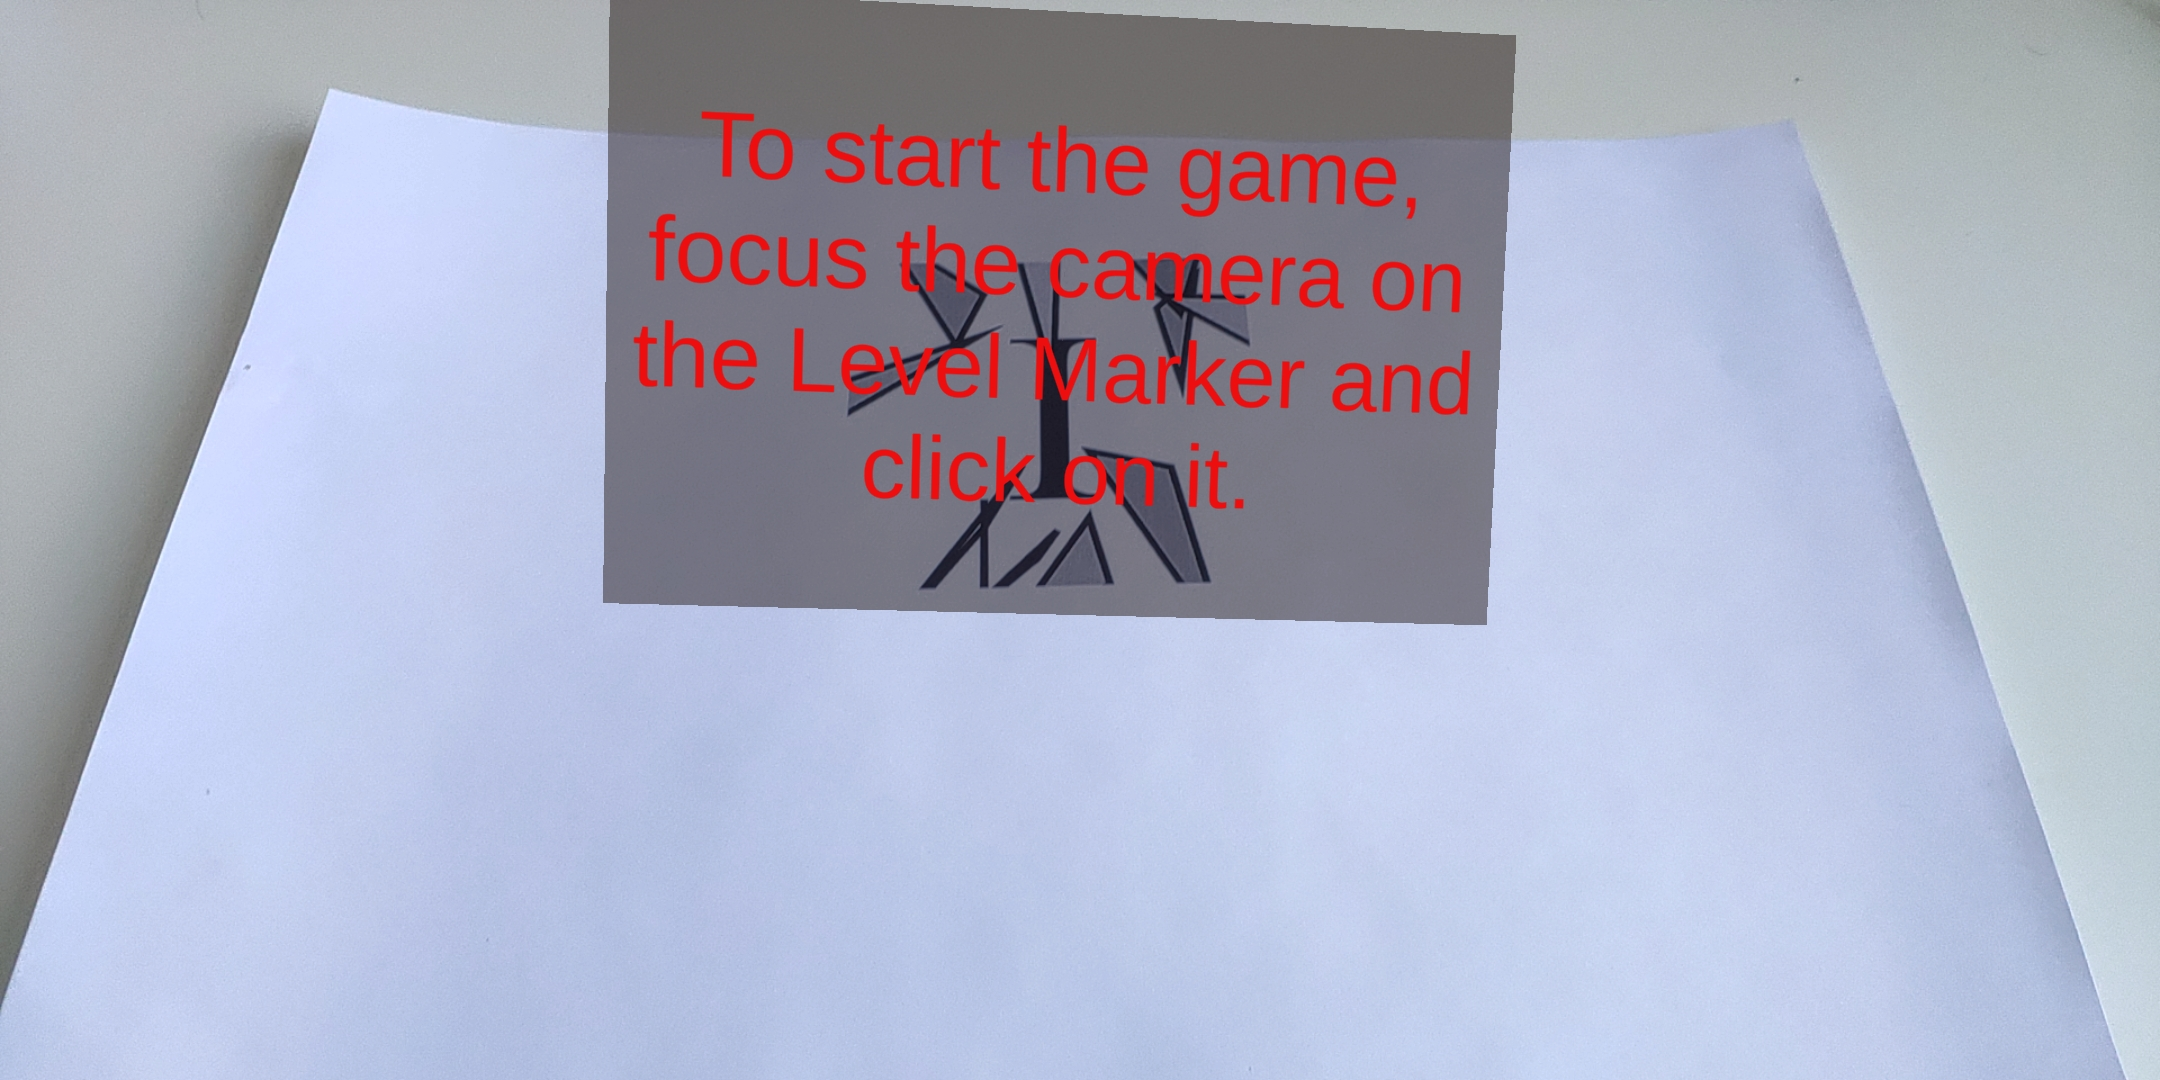 To start the game,
focus the camera on
the Level Marker and
click on it.
I